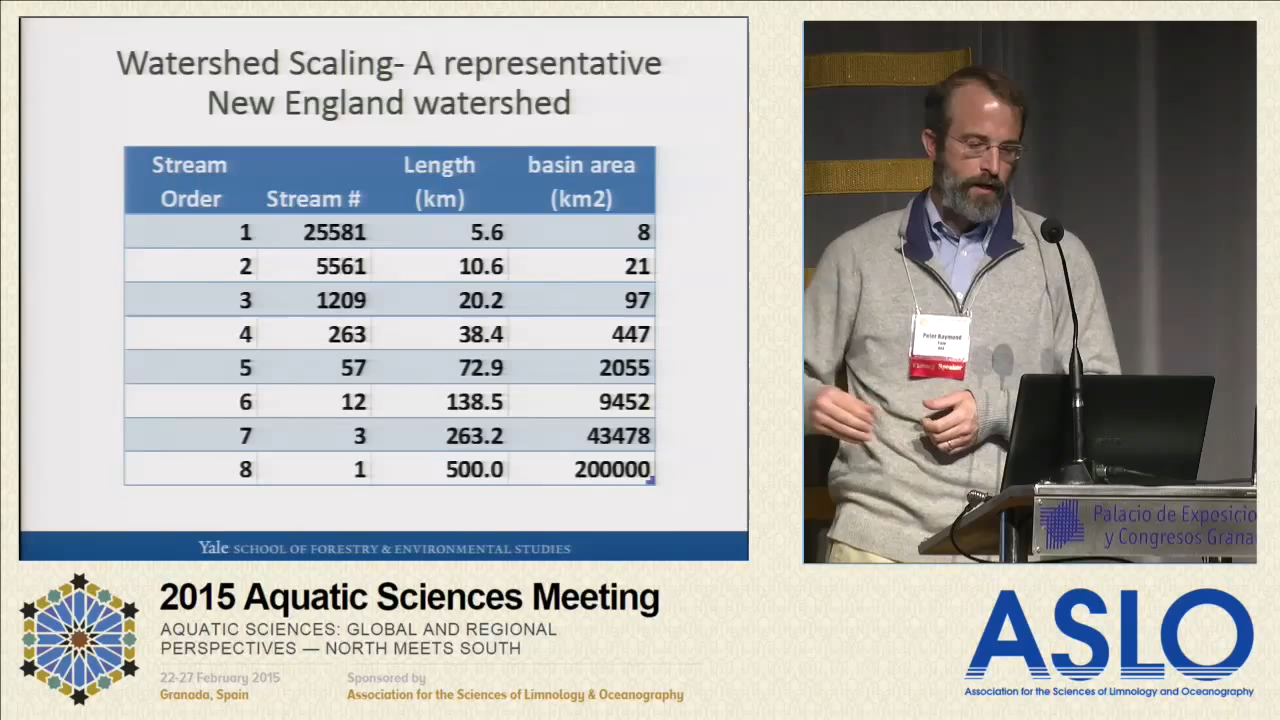 Watershed Scaling- A representative
New England watershed
Stream Order Stream # Length (km) basin area (km2)
1 25581 5.6 8
2 5561 10.6 21
3 1209 20.2 97
4 263 38.4 447
5 57 72.9 2055
6 12 138.5 9452
7 3 263.2 43478
8 1 500.0 200000
Yale SCHOOL OF FORESTRY & ENVIRONMENTAL STUDIES
Peter Raymond
Yale
Plenary Speaker
Palacio de Exposicio
y Congresos Grana
2015 Aquatic Sciences Meeting
AQUATIC SCIENCES: GLOBAL AND REGIONAL
PERSPECTIVES — NORTH MEETS SOUTH
22-27 February 2015 Sponsored by
Granada, Spain Association for the Sciences of Limnology & Oceanography
ASLO
Association for the Sciences of Limnology and Oceanography